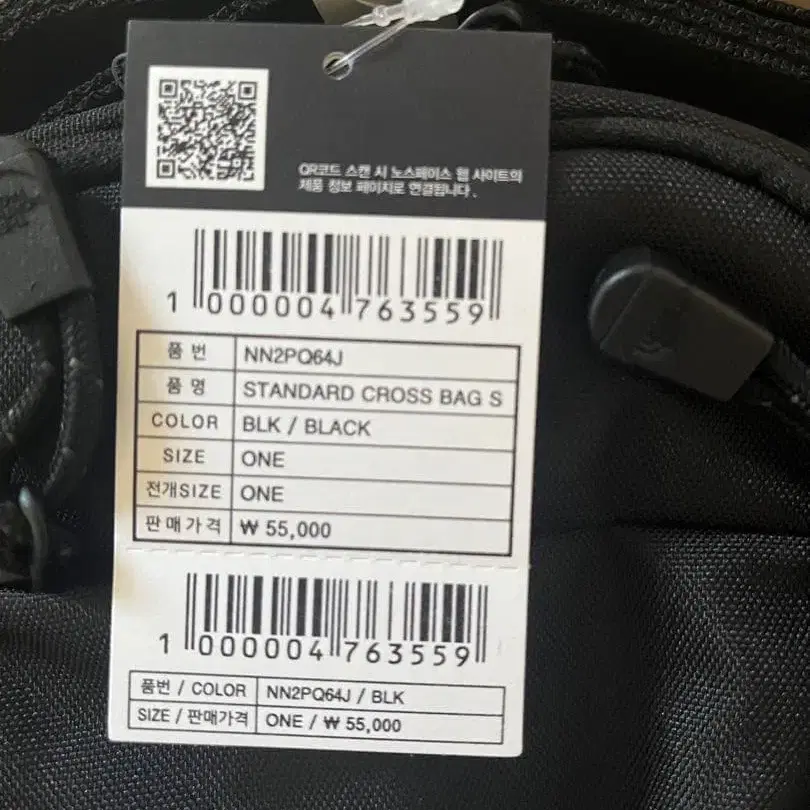 QR코드 스캔 시 노스페이스 웹 사이트의
제품 정보 페이지로 연결됩니다.
1 000004 763559
품 번 NN2PQ64J
품 명 STANDARD CROSS BAG S
COLOR BLK / BLACK
SIZE ONE
전개SIZE ONE
판매가격 ₩ 55,000
1 000004 763559
품번 / COLOR NN2PQ64J / BLK
SIZE / 판매가격 ONE / ₩ 55,000